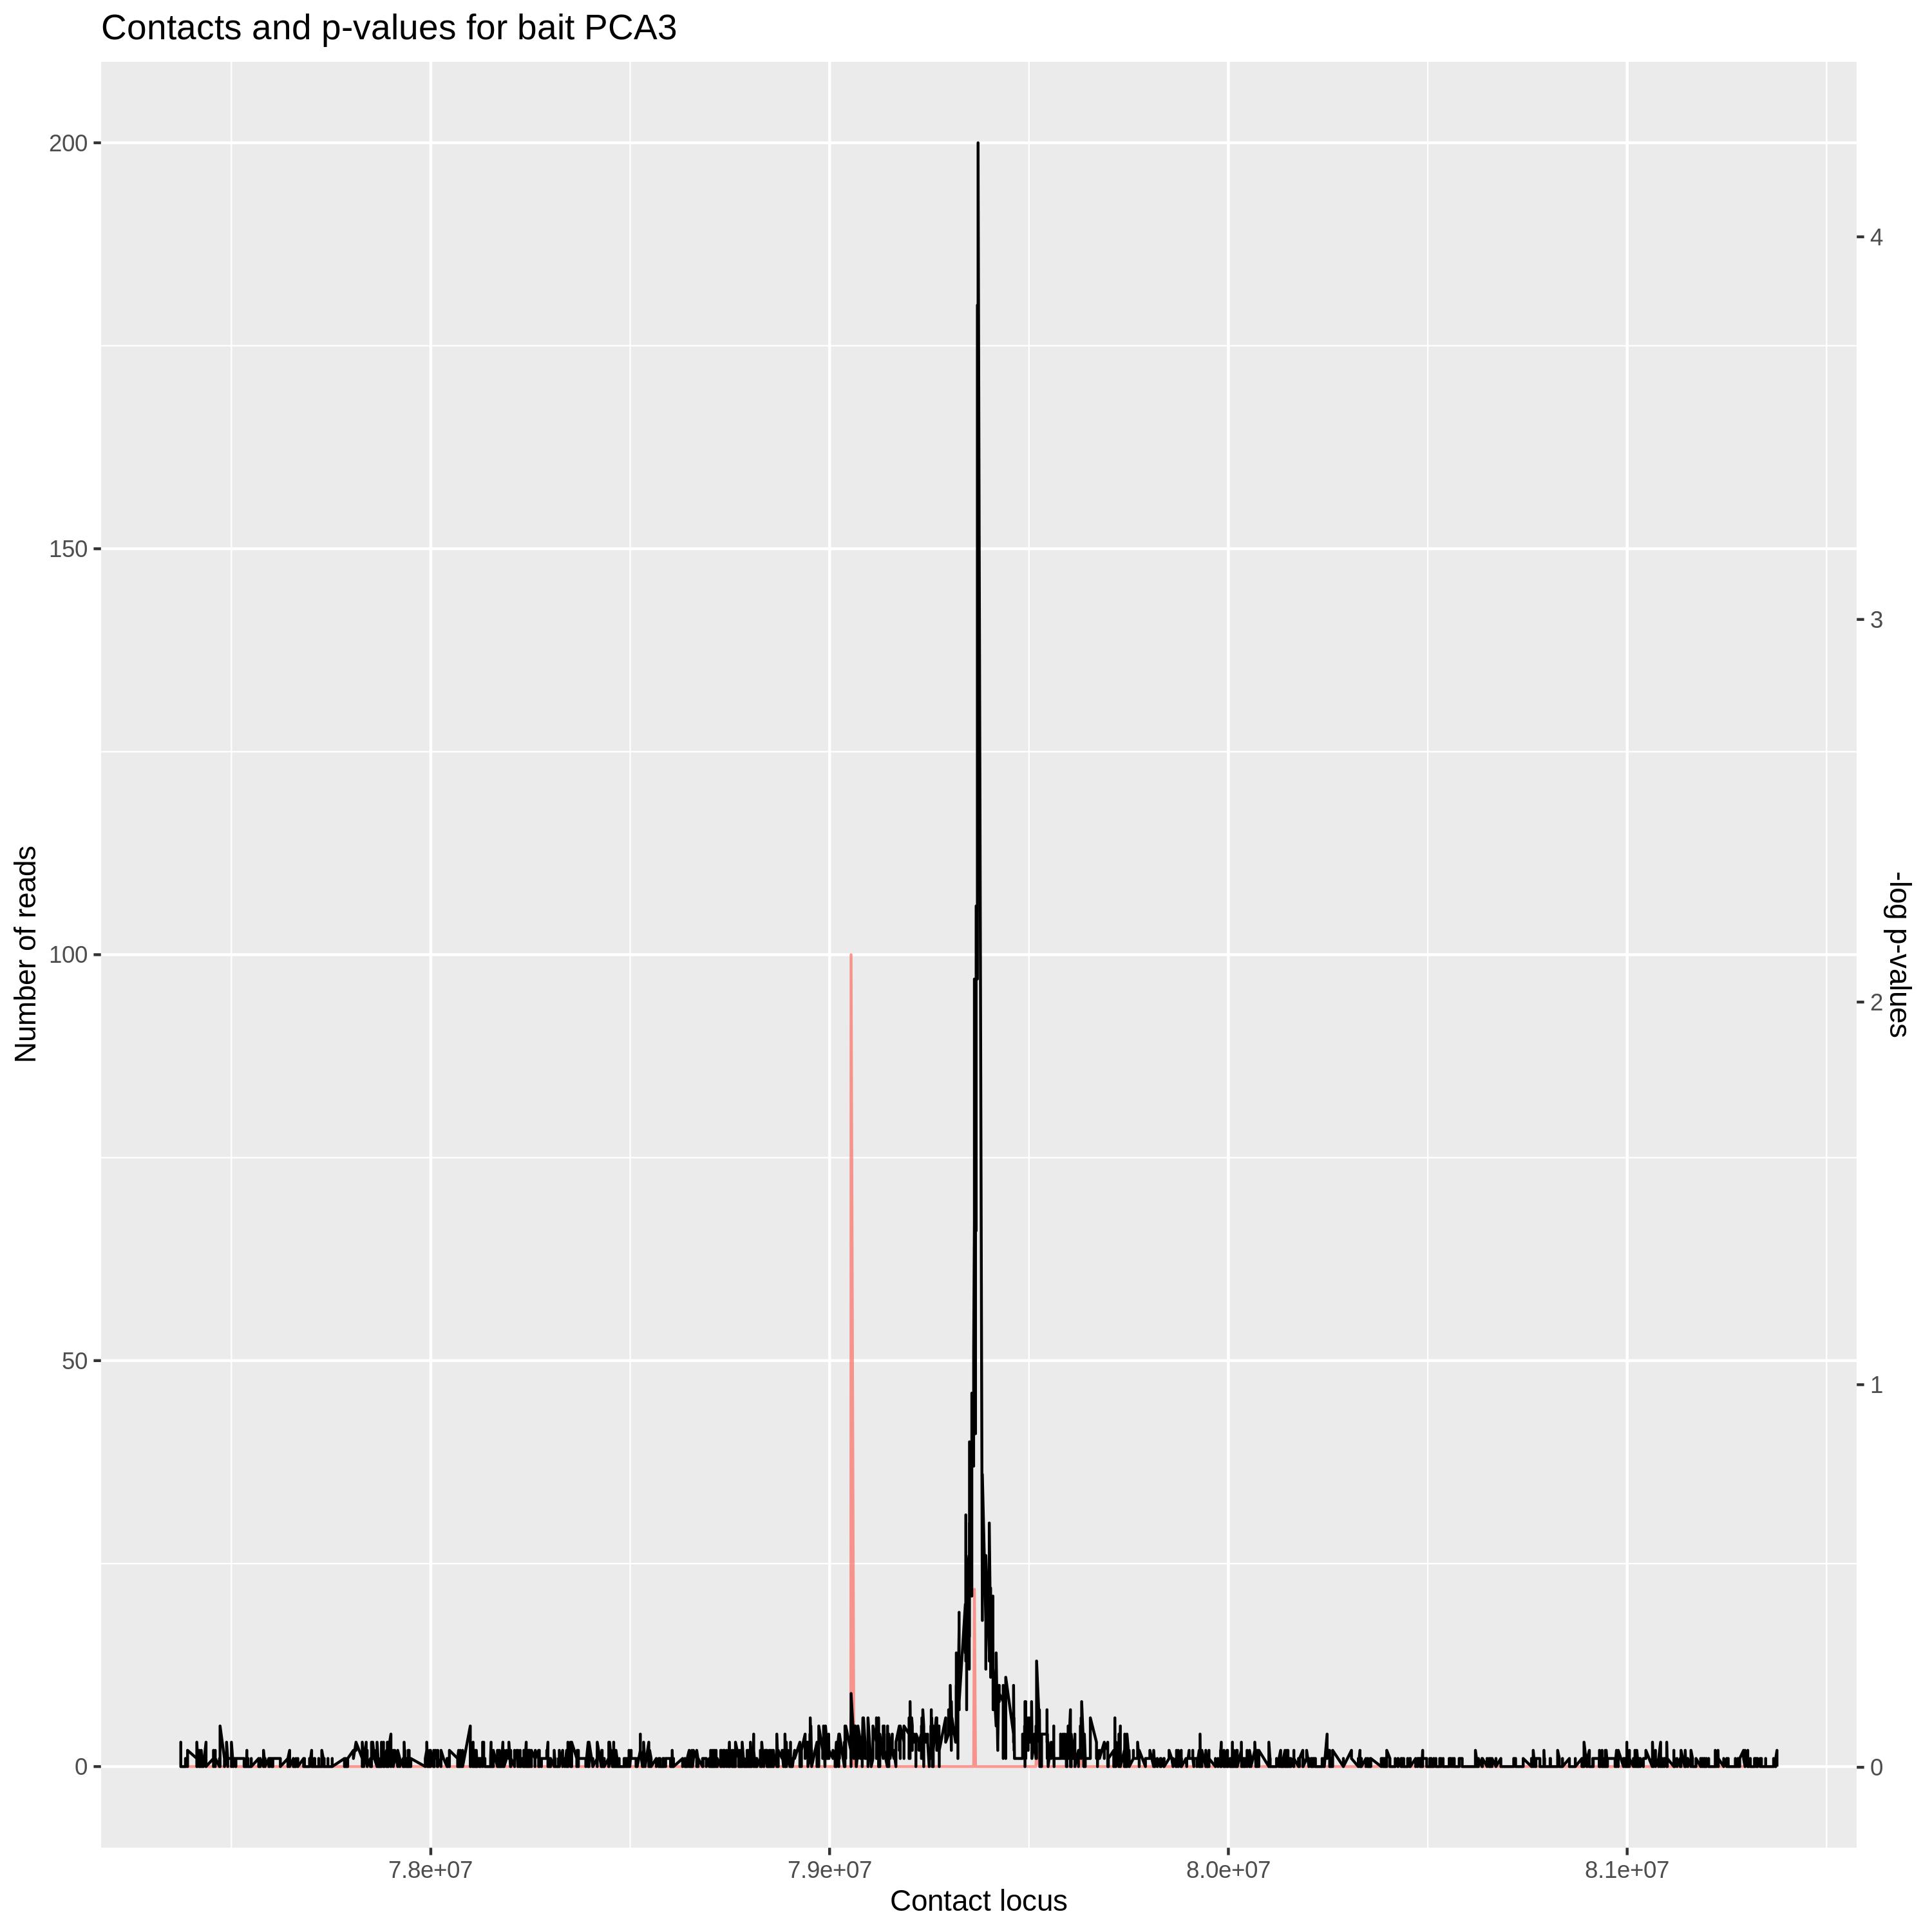 Contacts and p-values for bait PCA3
200
150
100
50
0
Number of reads
4
3
2
1
0
-log p-values
7.8e+07
7.9e+07
8.0e+07
8.1e+07
Contact locus